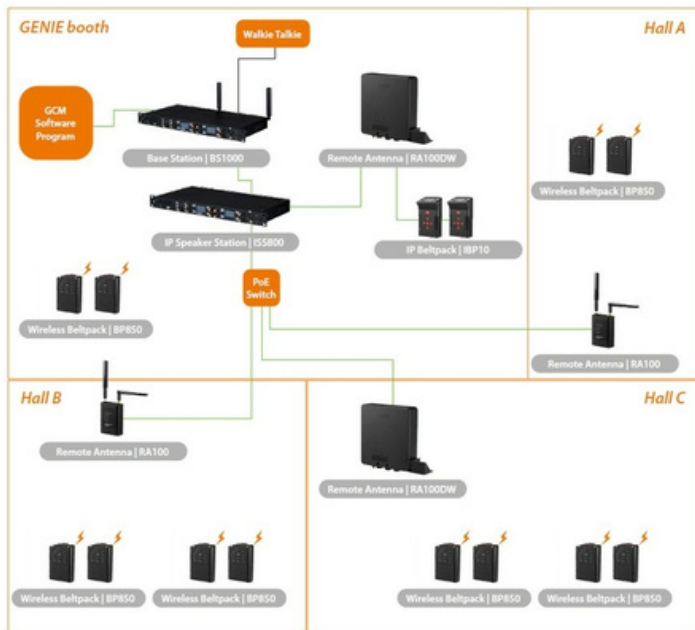 GENIE booth
Walkie Talkie
Hall A
GCM
Software
Program
Base Station | BS1000
Remote Antenna | RA100DW
Wireless Beltpack | BP850
IP Speaker Station | ISS800
IP Beltpack | IBP10
PoE
Switch
Wireless Beltpack | BP850
Remote Antenna | RA100
Hall B
Hall C
Remote Antenna | RA100
Remote Antenna | RA100DW
Wireless Beltpack | BP850
Wireless Beltpack | BP850
Wireless Beltpack | BP850
Wireless Beltpack | BP850